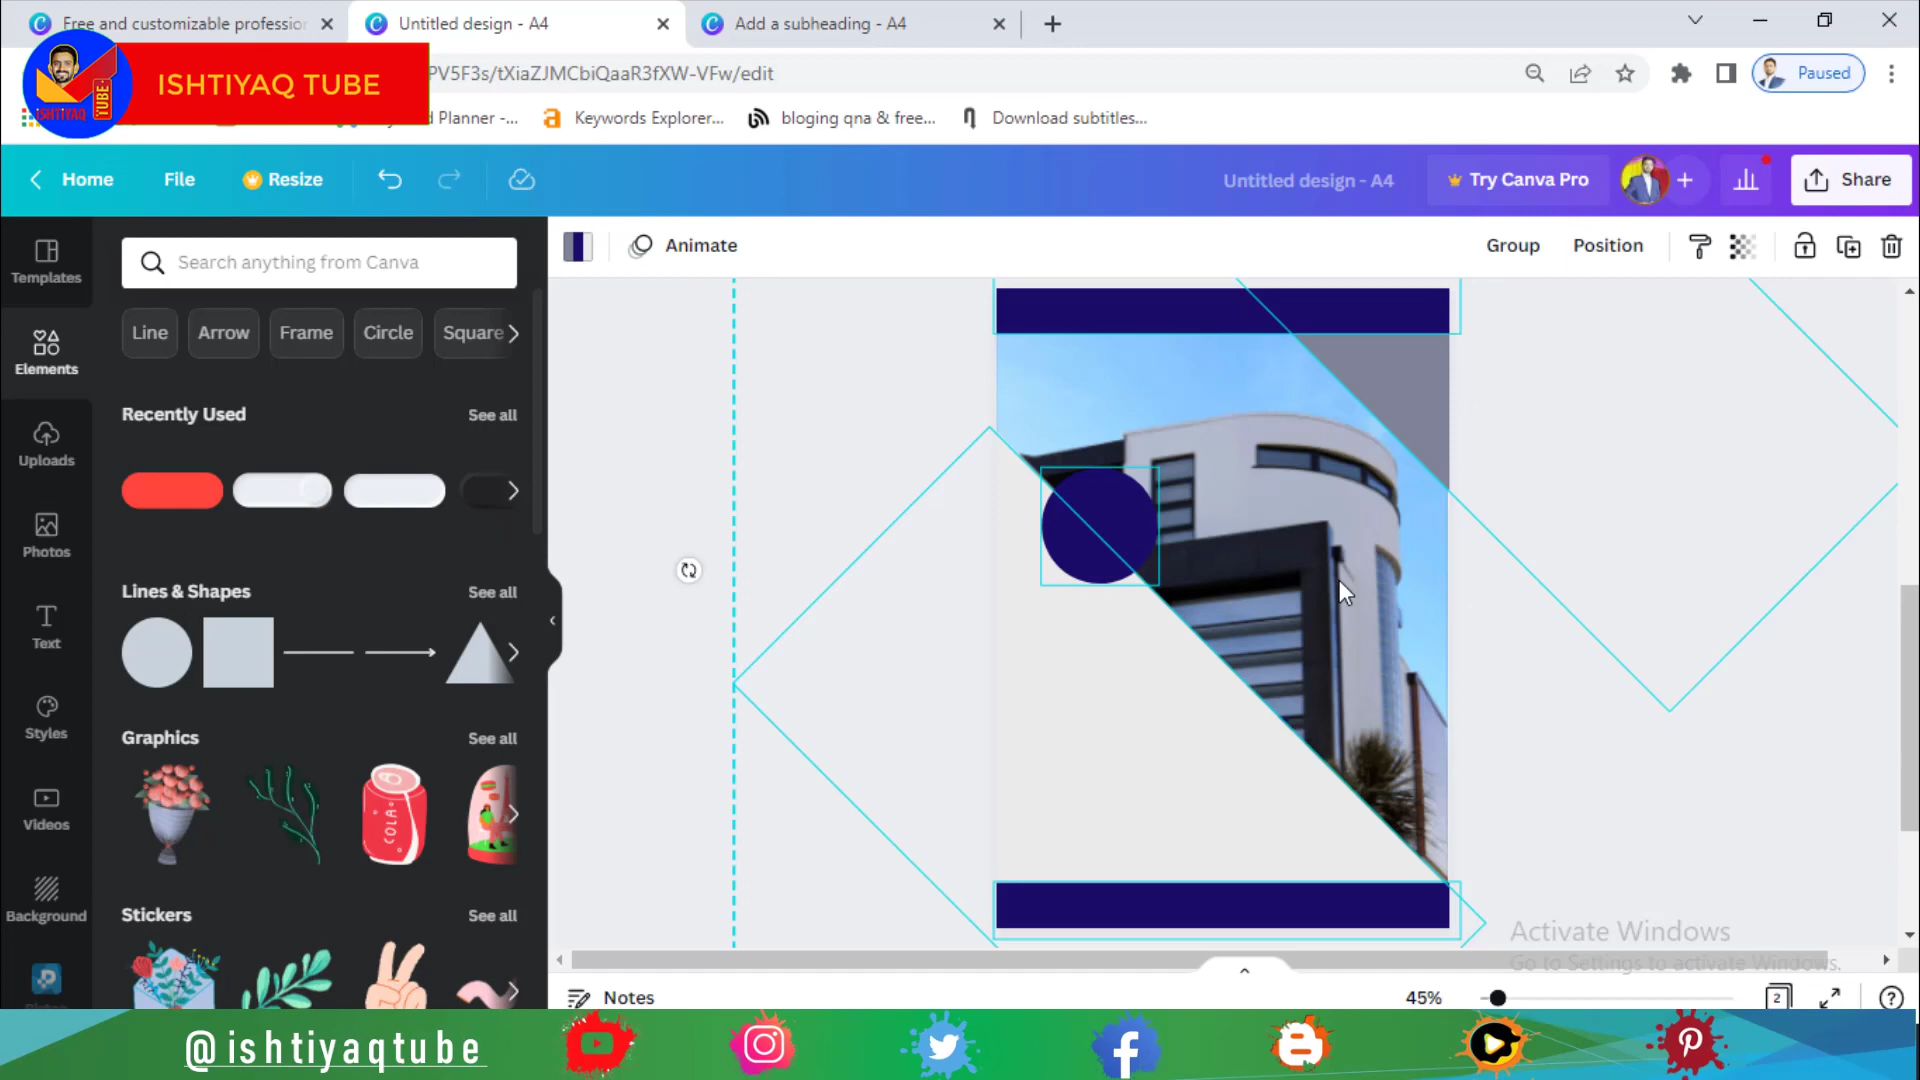 Free and customizable profession
Untitled design - A4
Add a subheading - A4
ISHTIYAQ TUBE
ISHTIYAQ
TUBE
PV5F3s/tXiaZJMCbiQaaR3fXW-VFw/edit
Paused
d Planner -...
Keywords Explorer...
bloging qna & free...
Download subtitles...
Home
File
Resize
Untitled design - A4
Try Canva Pro
Share
Templates
Elements
Uploads
Photos
Text
Styles
Videos
Background
Search anything from Canva
Line
Arrow
Frame
Circle
Square
Recently Used
See all
Lines & Shapes
See all
Graphics
See all
COLA
Stickers
See all
Animate
Group
Position
Activate Windows
Go to Settings to activate Windows.
Notes
45%
2
@ishtiyaqtube